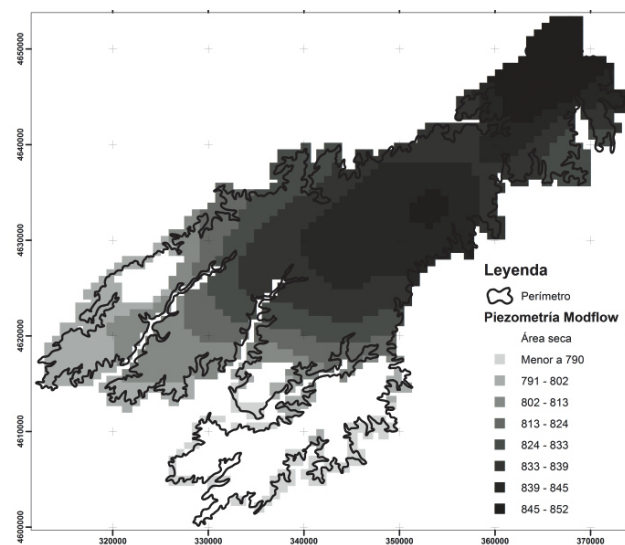 4650000
4640000
4630000
4620000
4610000
4600000
320000 330000 340000 350000 360000 370000
Leyenda
Perímetro
Piezometría Modflow
Área seca
Menor a 790
791 - 802
802 - 813
813 - 824
824 - 833
833 - 839
839 - 845
845 - 852